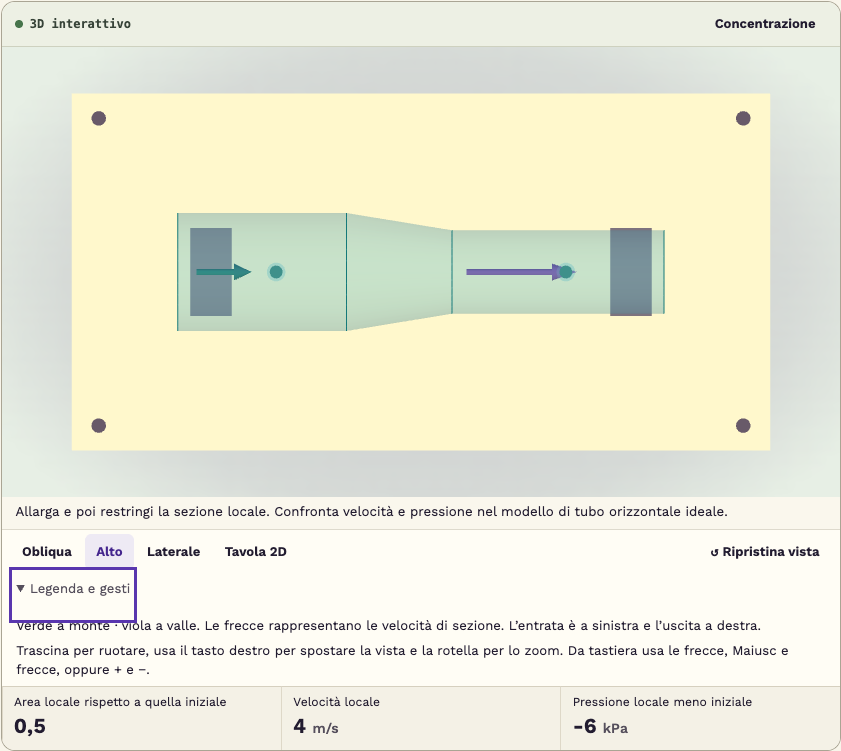 3D interattivo
Concentrazione
Allarga e poi restringi la sezione locale. Confronta velocità e pressione nel modello di tubo orizzontale ideale.
Obliqua Alto Laterale Tavola 2D
↺ Ripristina vista
▼ Legenda e gesti
Verde a monte · viola a valle. Le frecce rappresentano le velocità di sezione. L’entrata è a sinistra e l’uscita a destra.
Trascina per ruotare, usa il tasto destro per spostare la vista e la rotella per lo zoom. Da tastiera usa le frecce, Maiusc e
frecce, oppure + e −.
Area locale rispetto a quella iniziale
0,5
Velocità locale
4 m/s
Pressione locale meno iniziale
-6 kPa